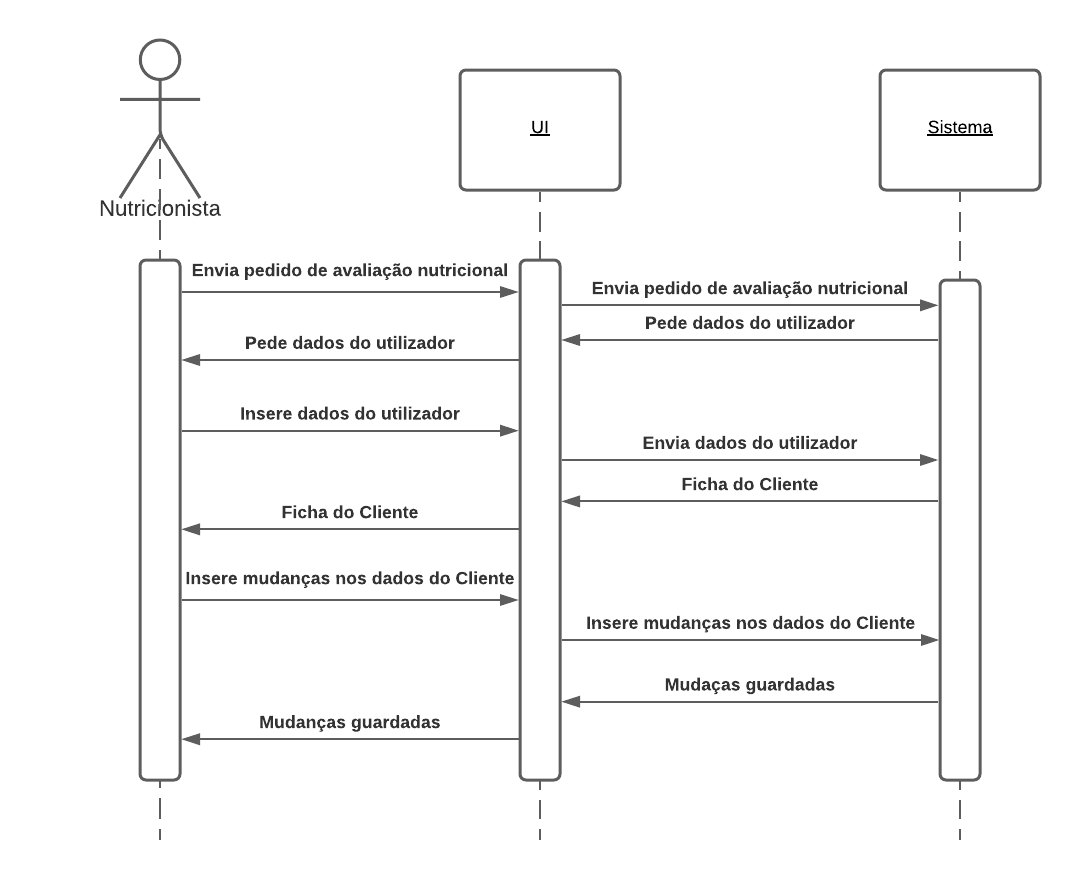 UI
Sistema
Nutricionista
Envia pedido de avaliação nutricional
Envia pedido de avaliação nutricional
Pede dados do utilizador
Pede dados do utilizador
Insere dados do utilizador
Envia dados do utilizador
Ficha do Cliente
Ficha do Cliente
Insere mudanças nos dados do Cliente
Insere mudanças nos dados do Cliente
Mudaças guardadas
Mudanças guardadas